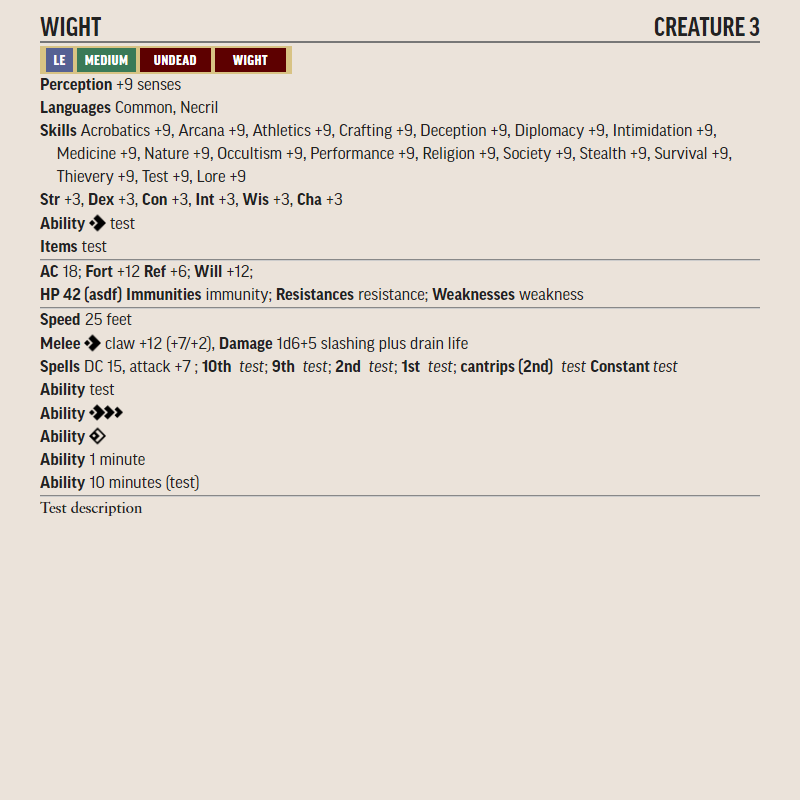 WIGHT CREATURE 3
LE MEDIUM UNDEAD WIGHT
Perception +9 senses
Languages Common, Necril
Skills Acrobatics +9, Arcana +9, Athletics +9, Crafting +9, Deception +9, Diplomacy +9, Intimidation +9,
Medicine +9, Nature +9, Occultism +9, Performance +9, Religion +9, Society +9, Stealth +9, Survival +9,
Thievery +9, Test +9, Lore +9
Str +3, Dex +3, Con +3, Int +3, Wis +3, Cha +3
Ability test
Items test
AC 18; Fort +12 Ref +6; Will +12;
HP 42 (asdf) Immunities immunity; Resistances resistance; Weaknesses weakness
Speed 25 feet
Melee claw +12 (+7/+2), Damage 1d6+5 slashing plus drain life
Spells DC 15, attack +7 ; 10th test; 9th test; 2nd test; 1st test; cantrips (2nd) test Constant test
Ability test
Ability
Ability
Ability 1 minute
Ability 10 minutes (test)
Test description